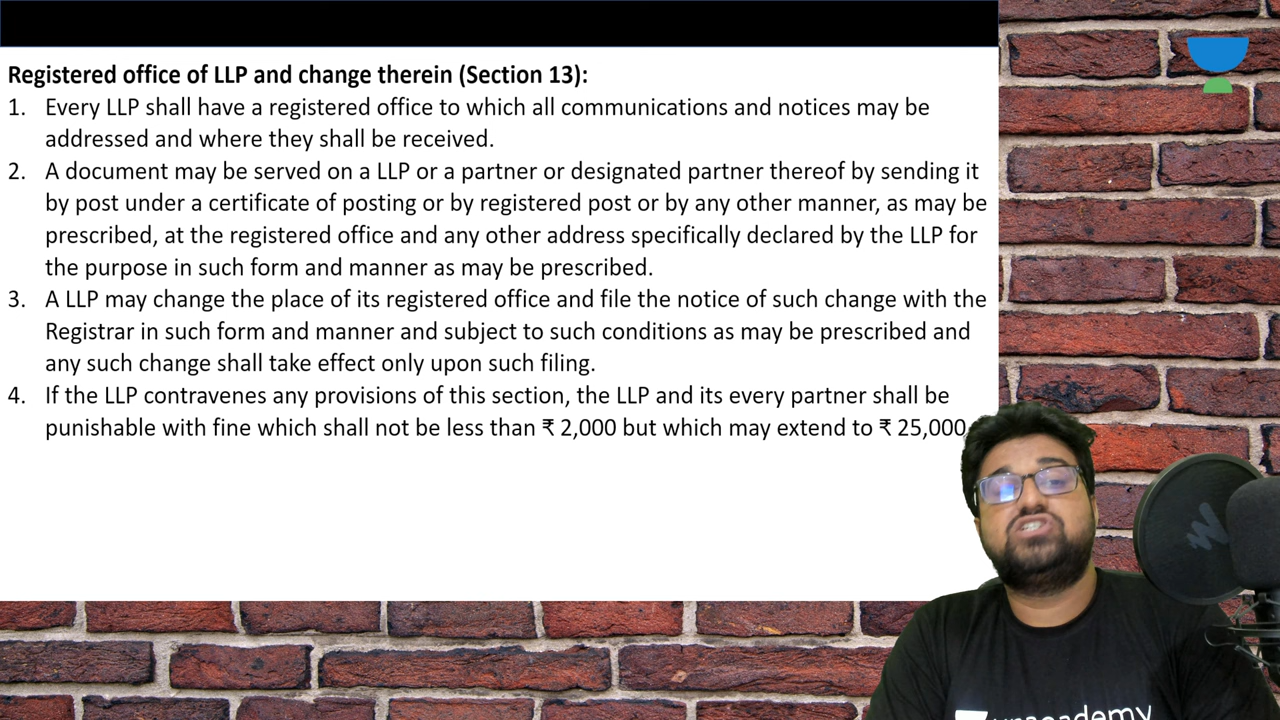 Registered office of LLP and change therein (Section 13):
1. Every LLP shall have a registered office to which all communications and notices may be
addressed and where they shall be received.
2. A document may be served on a LLP or a partner or designated partner thereof by sending it
by post under a certificate of posting or by registered post or by any other manner, as may be
prescribed, at the registered office and any other address specifically declared by the LLP for
the purpose in such form and manner as may be prescribed.
3. A LLP may change the place of its registered office and file the notice of such change with the
Registrar in such form and manner and subject to such conditions as may be prescribed and
any such change shall take effect only upon such filing.
4. If the LLP contravenes any provisions of this section, the LLP and its every partner shall be
punishable with fine which shall not be less than ₹ 2,000 but which may extend to ₹ 25,000